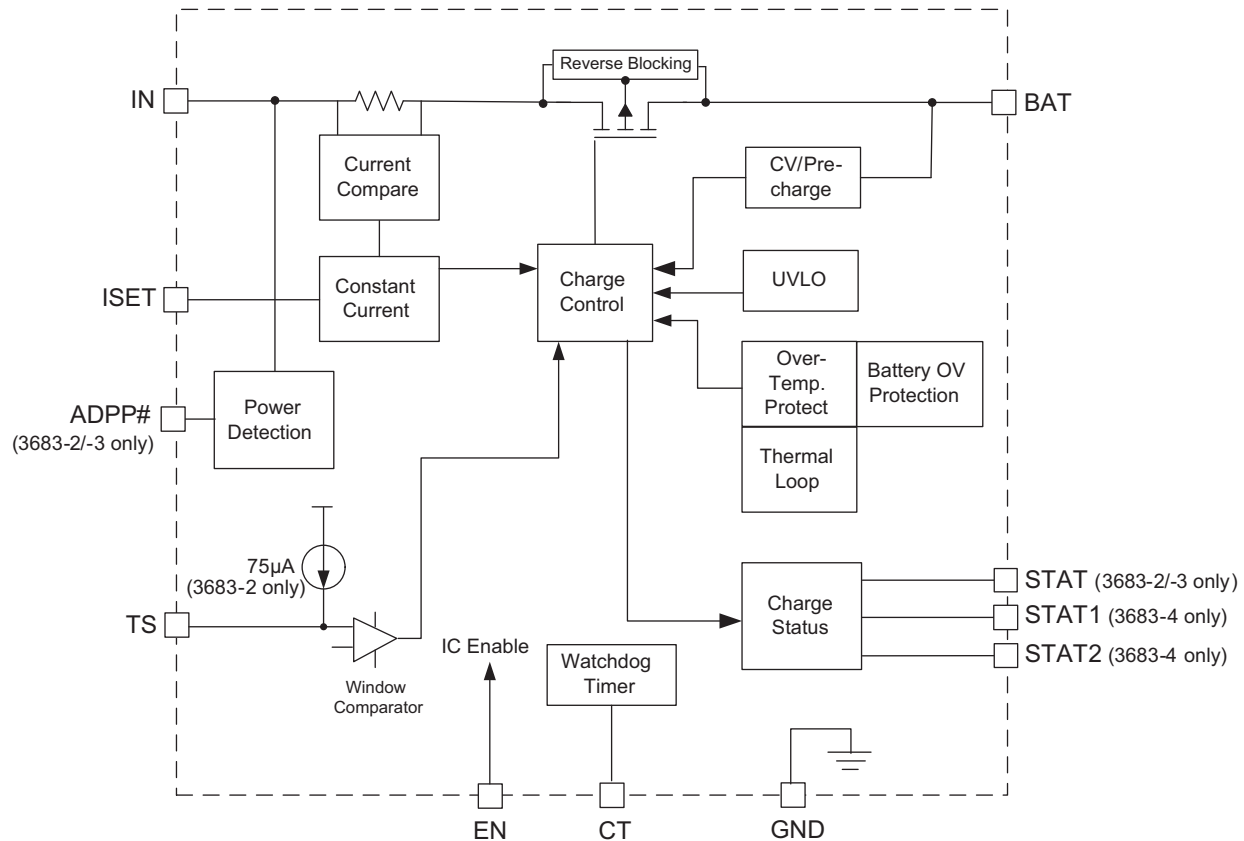 Reverse Blocking
IN
BAT
Current
Compare
CV/Pre-
charge
ISET
Constant
Current
Charge
Control
UVLO
Over-
Temp.
Protect
Battery OV
Protection
ADPP#
(3683-2/-3 only)
Power
Detection
Thermal
Loop
75µA
(3683-2 only)
TS
Window
Comparator
IC Enable
Watchdog
Timer
Charge
Status
STAT (3683-2/-3 only)
STAT1 (3683-4 only)
STAT2 (3683-4 only)
EN
CT
GND